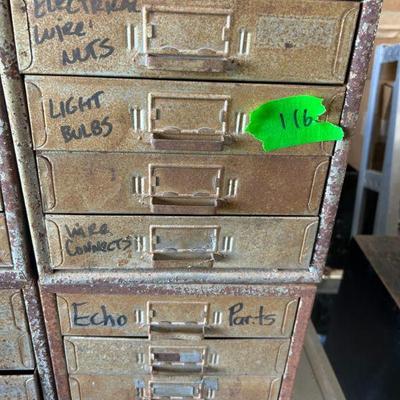 ELECTRICAL
WIRE
NUTS
LIGHT
BULBS
116
WIRE
CONNECTS
Echo Parts